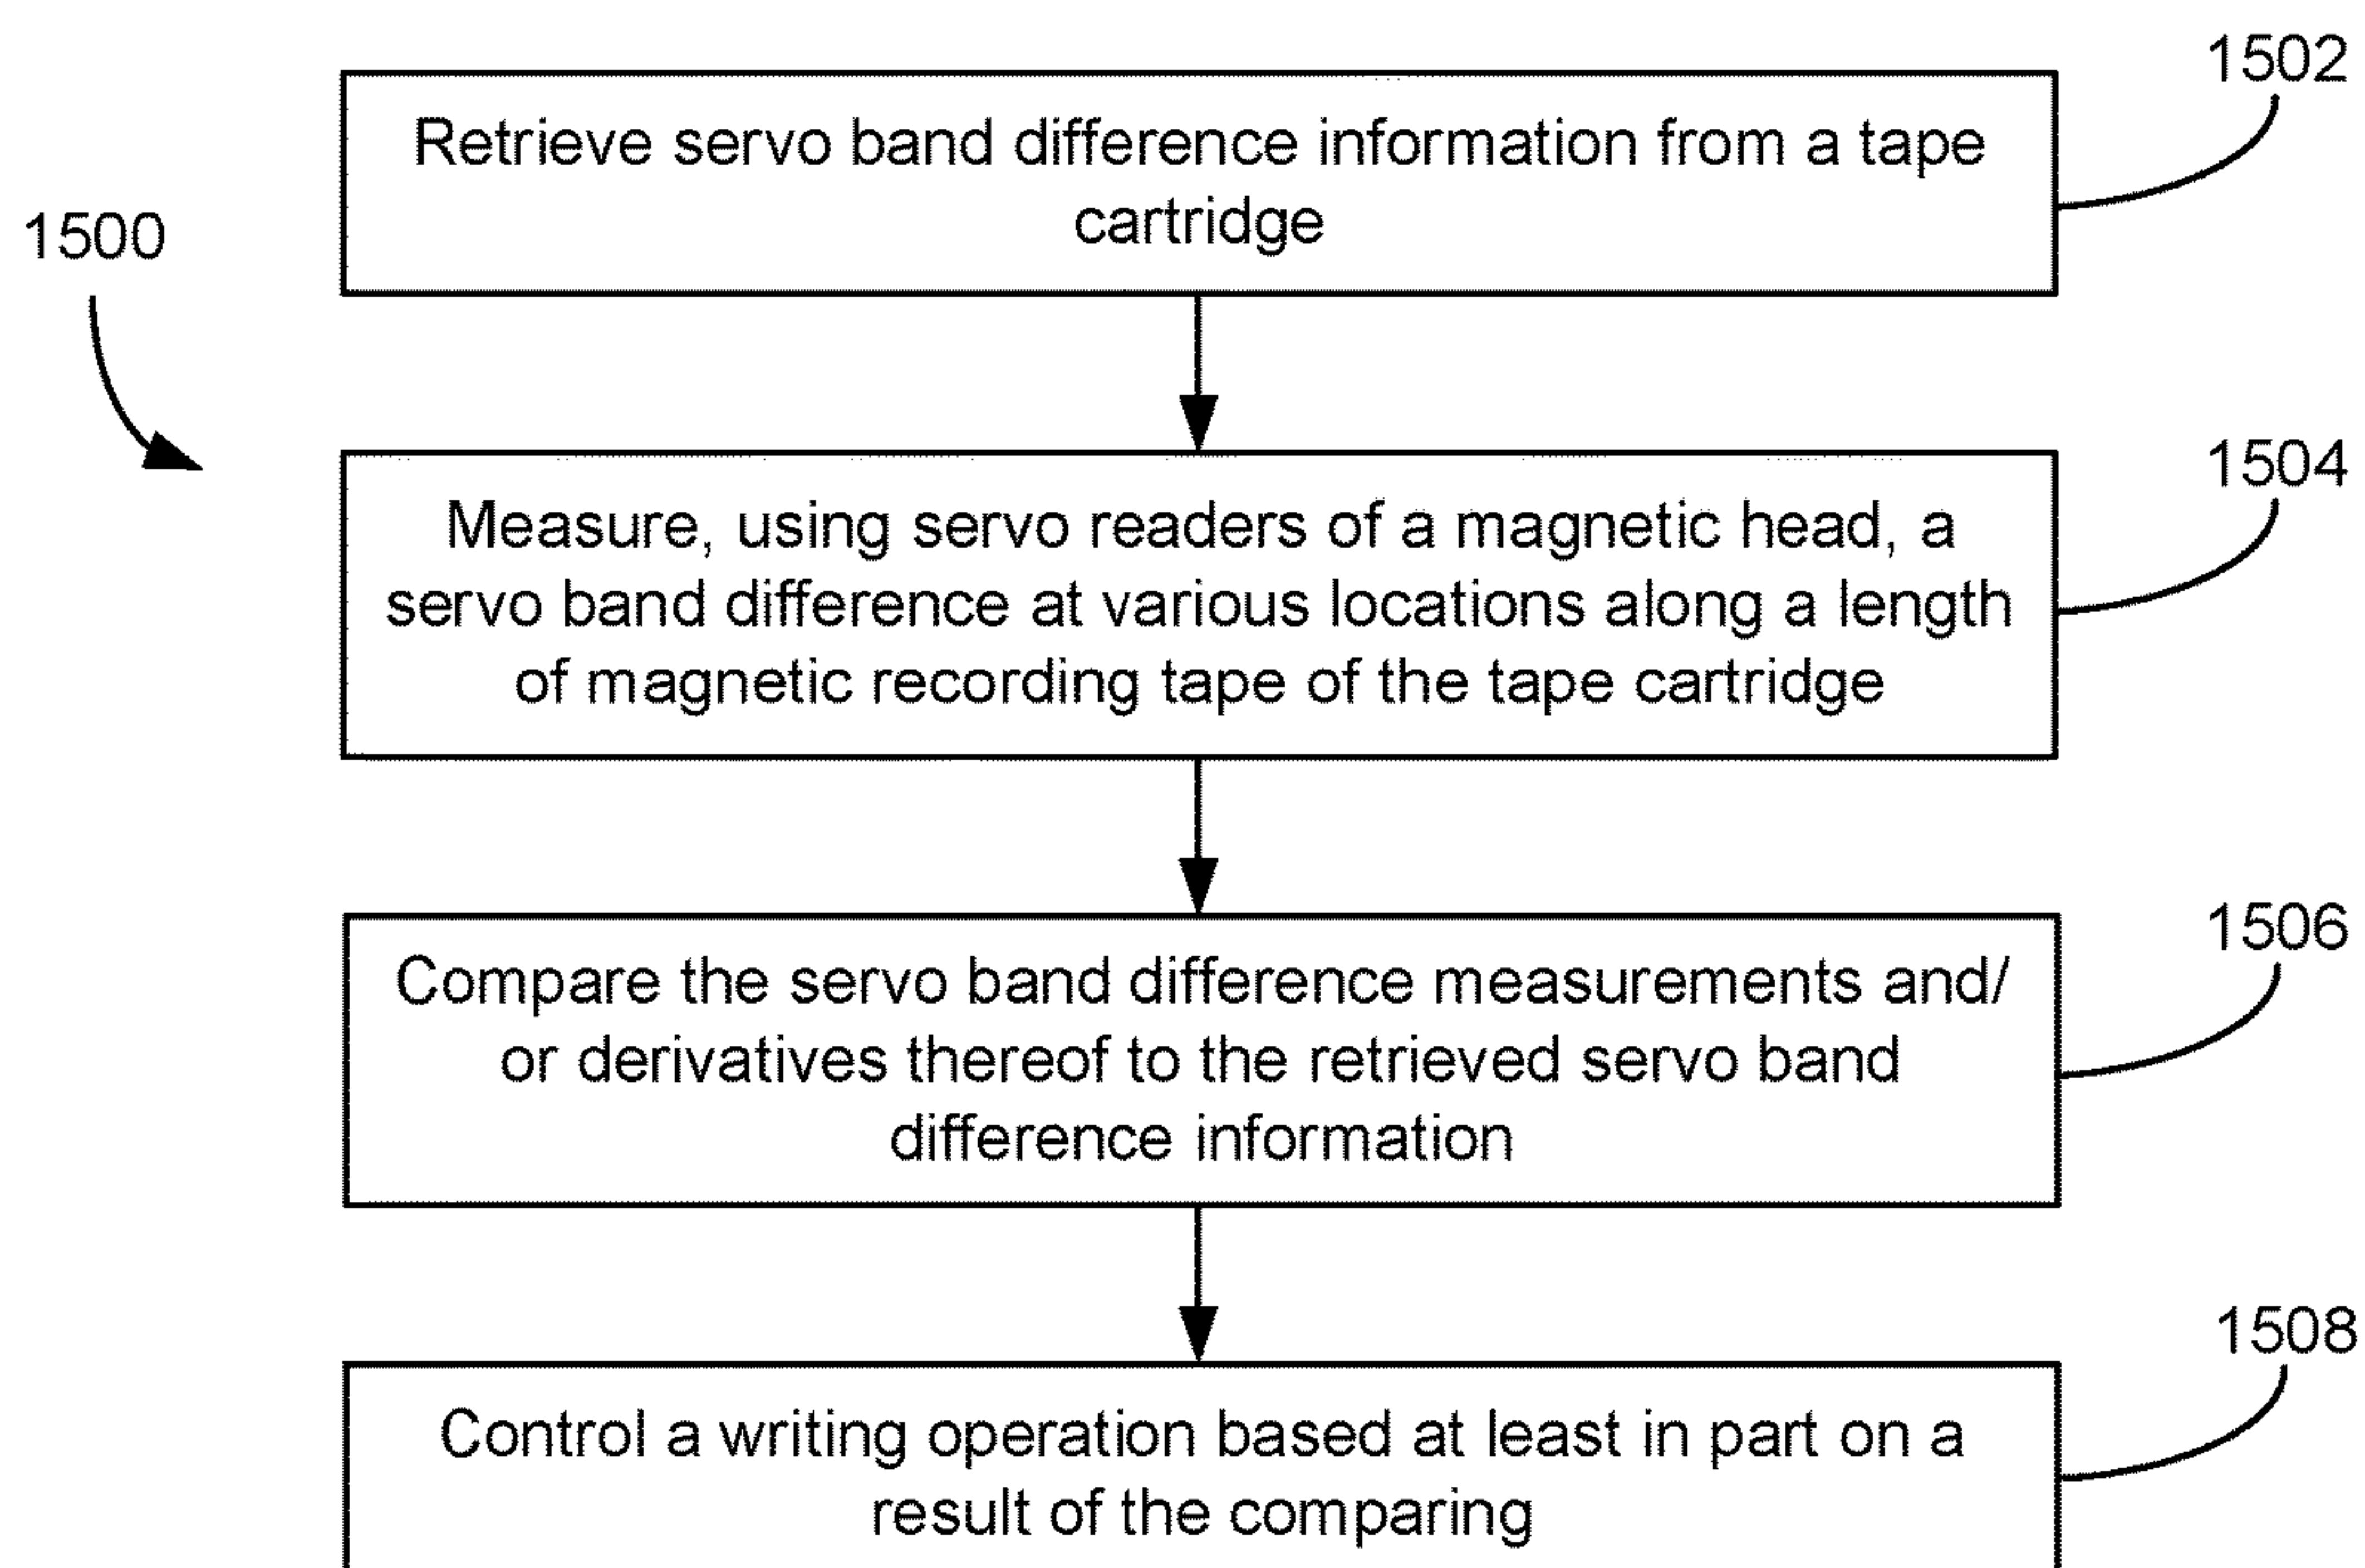 1502
Retrieve servo band difference information from a tape
cartridge
1500
1504
Measure, using servo readers of a magnetic head, a
servo band difference at various locations along a length
of magnetic recording tape of the tape cartridge
1506
Compare the servo band difference measurements and/
or derivatives thereof to the retrieved servo band
difference information
1508
Control a writing operation based at least in part on a
result of the comparing